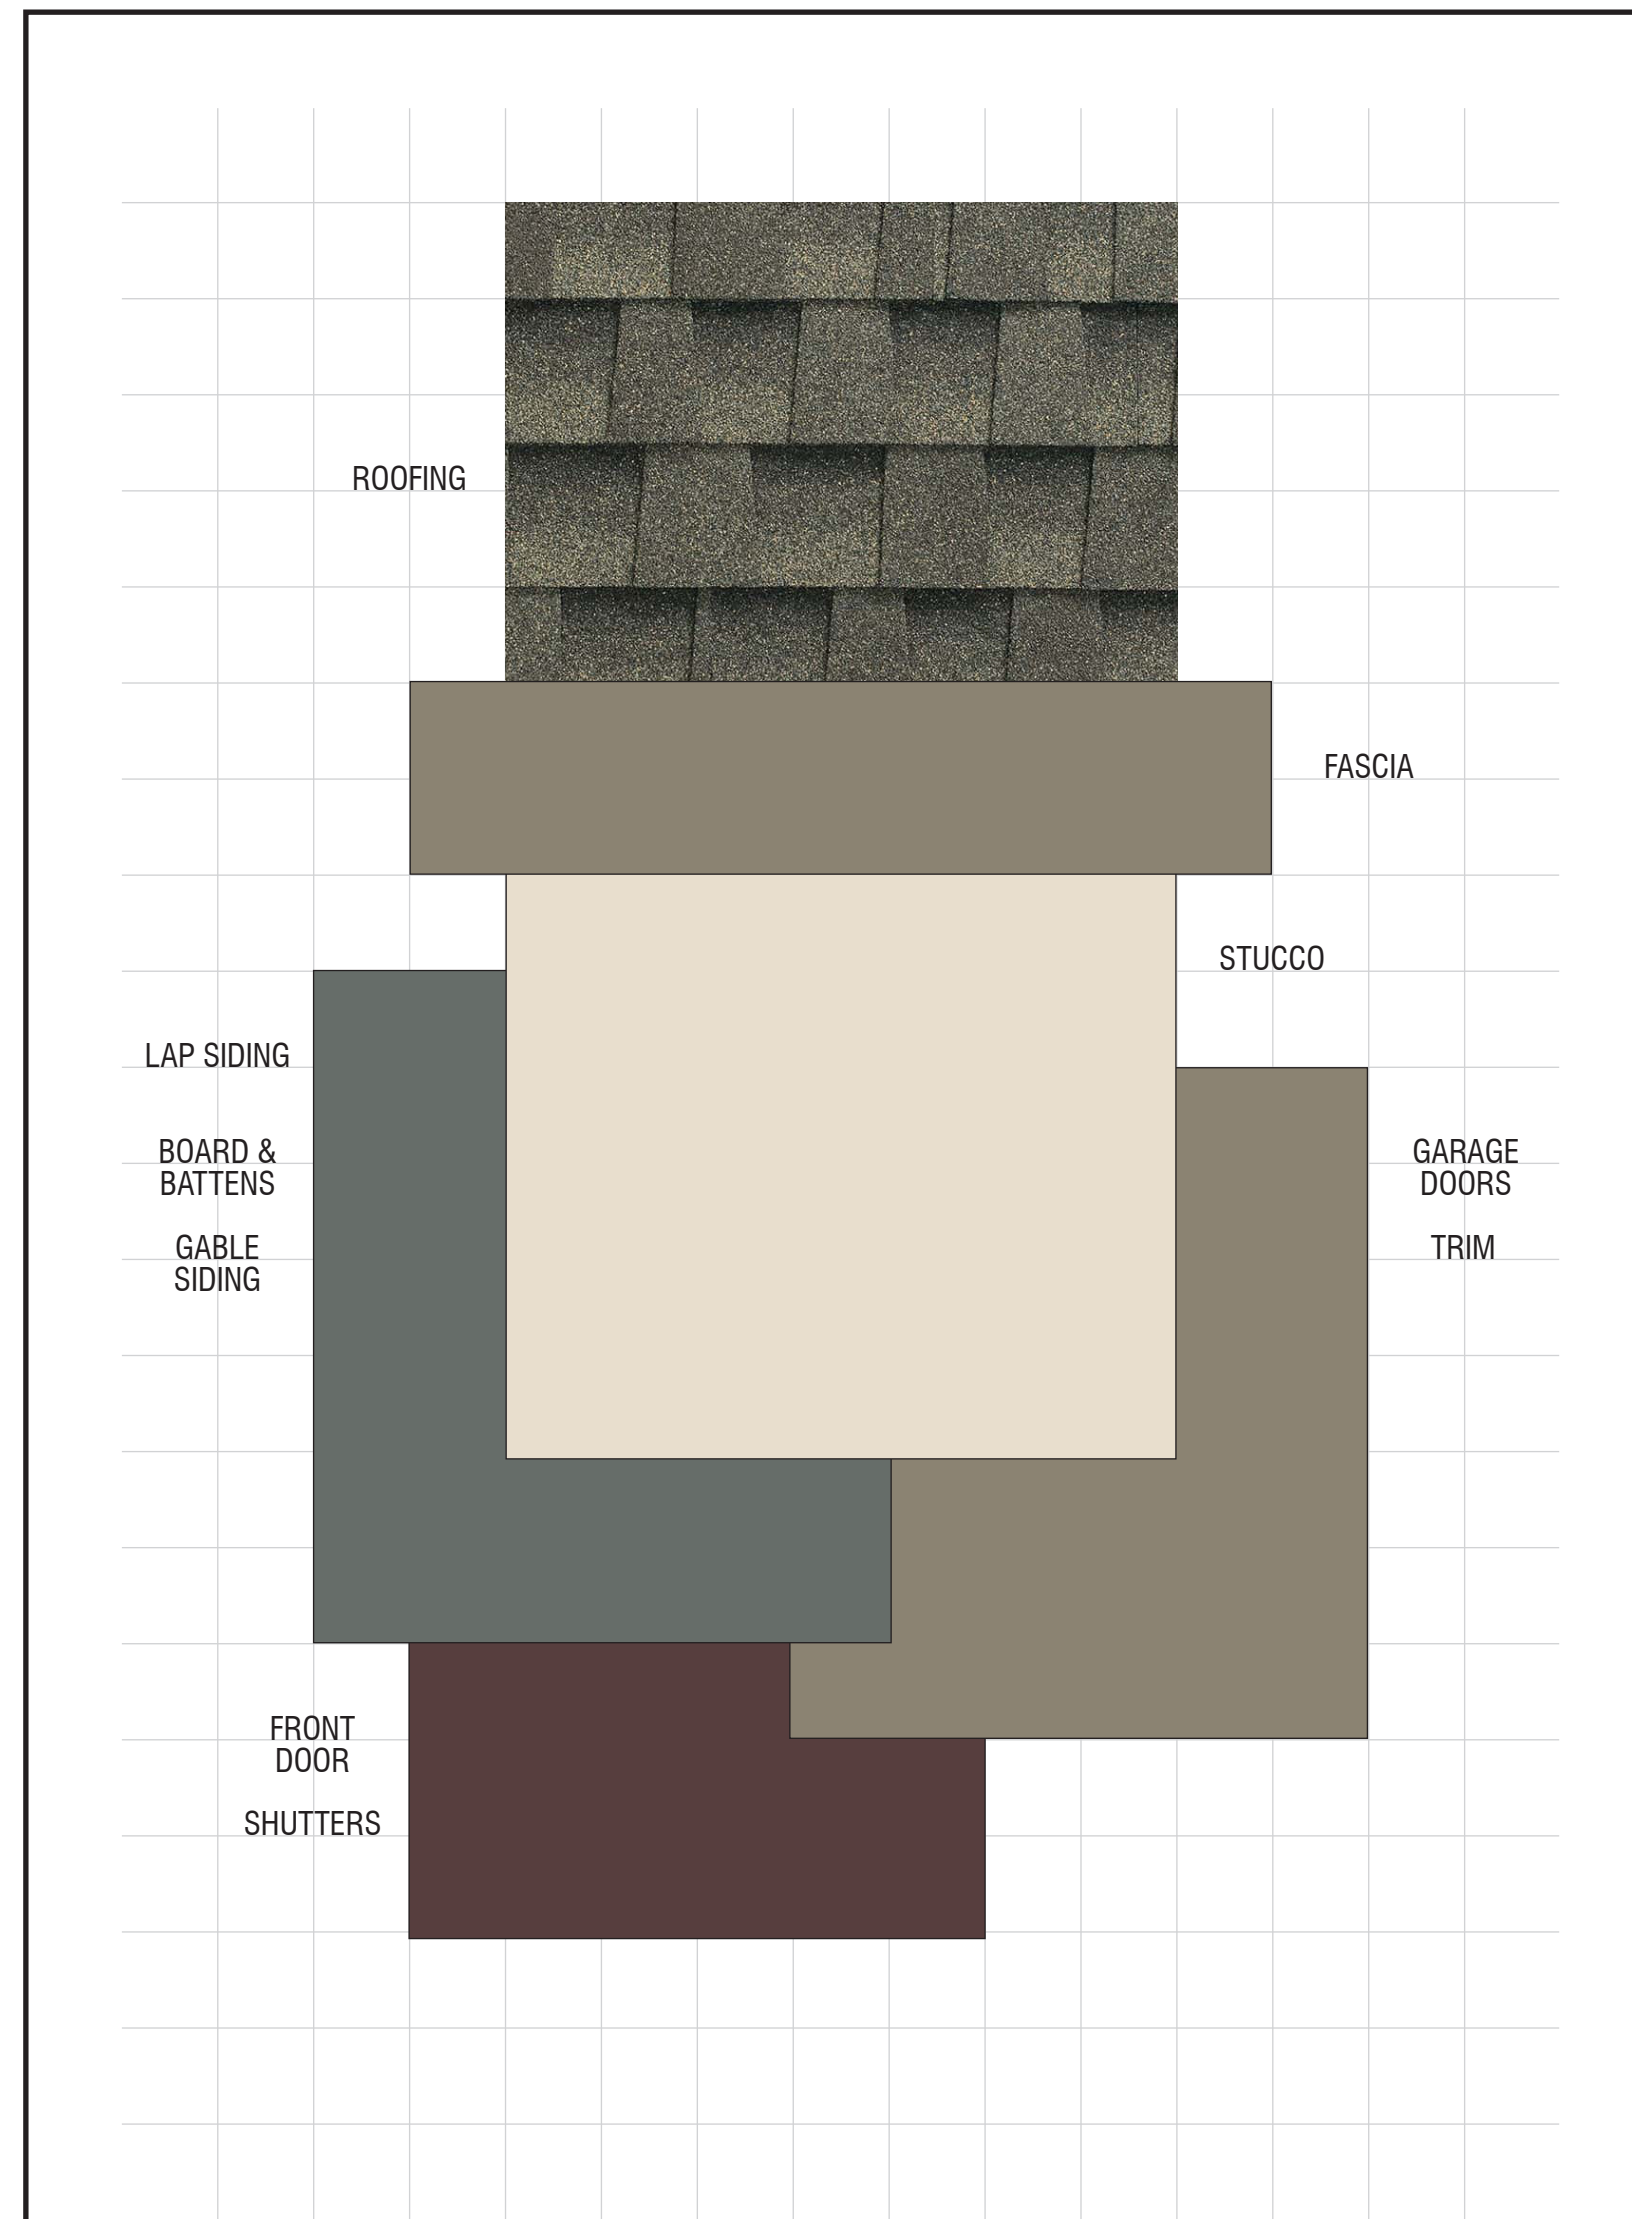 ROOFING
FASCIA
STUCCO
LAP SIDING
BOARD &
BATTENS
GABLE
SIDING
GARAGE
DOORS
TRIM
FRONT
DOOR
SHUTTERS